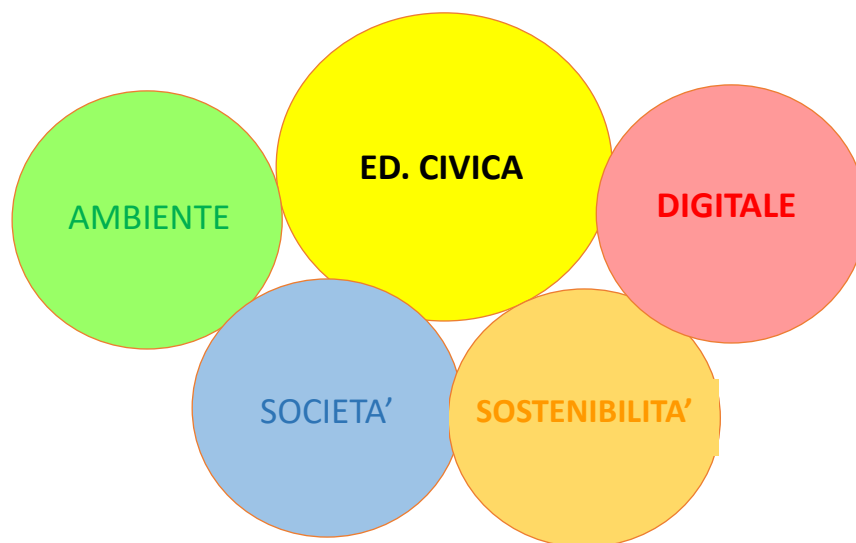 ED. CIVICA
AMBIENTE
DIGITALE
SOCIETA’
SOSTENIBILITA’